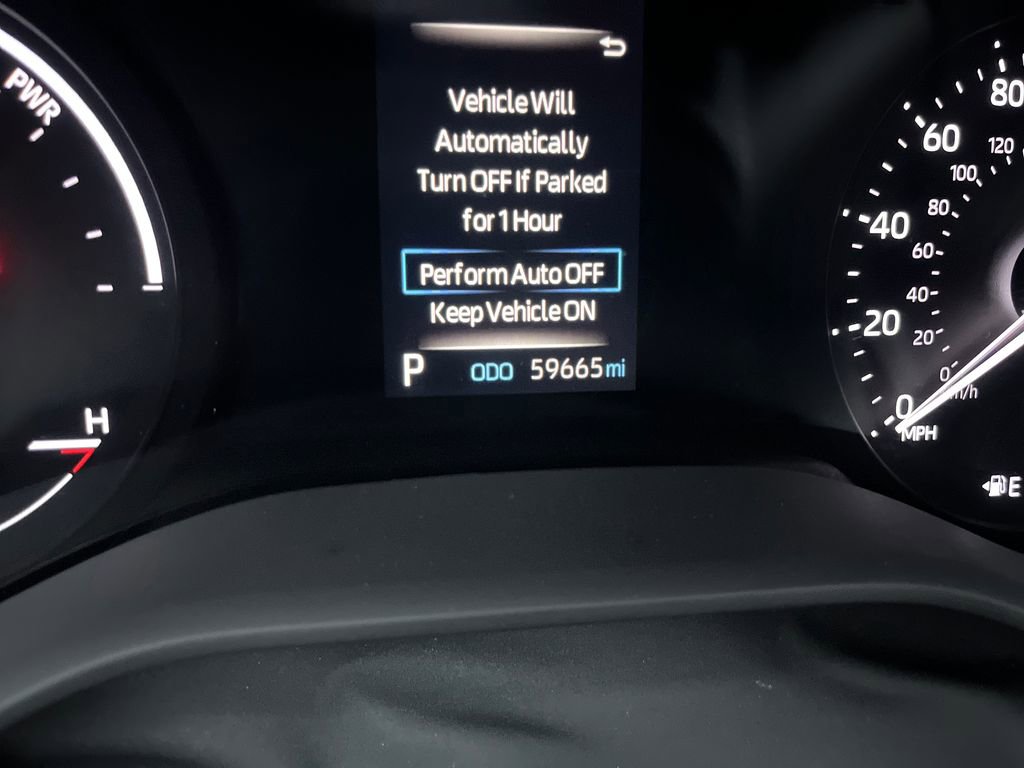 PWR
H
Vehicle Will
Automatically
Turn OFF If Parked
for 1 Hour
Perform Auto OFF
Keep Vehicle ON
P ODO 59665 mi
80
60
40
20
0
MPH
120
100
80
60
40
20
0
E